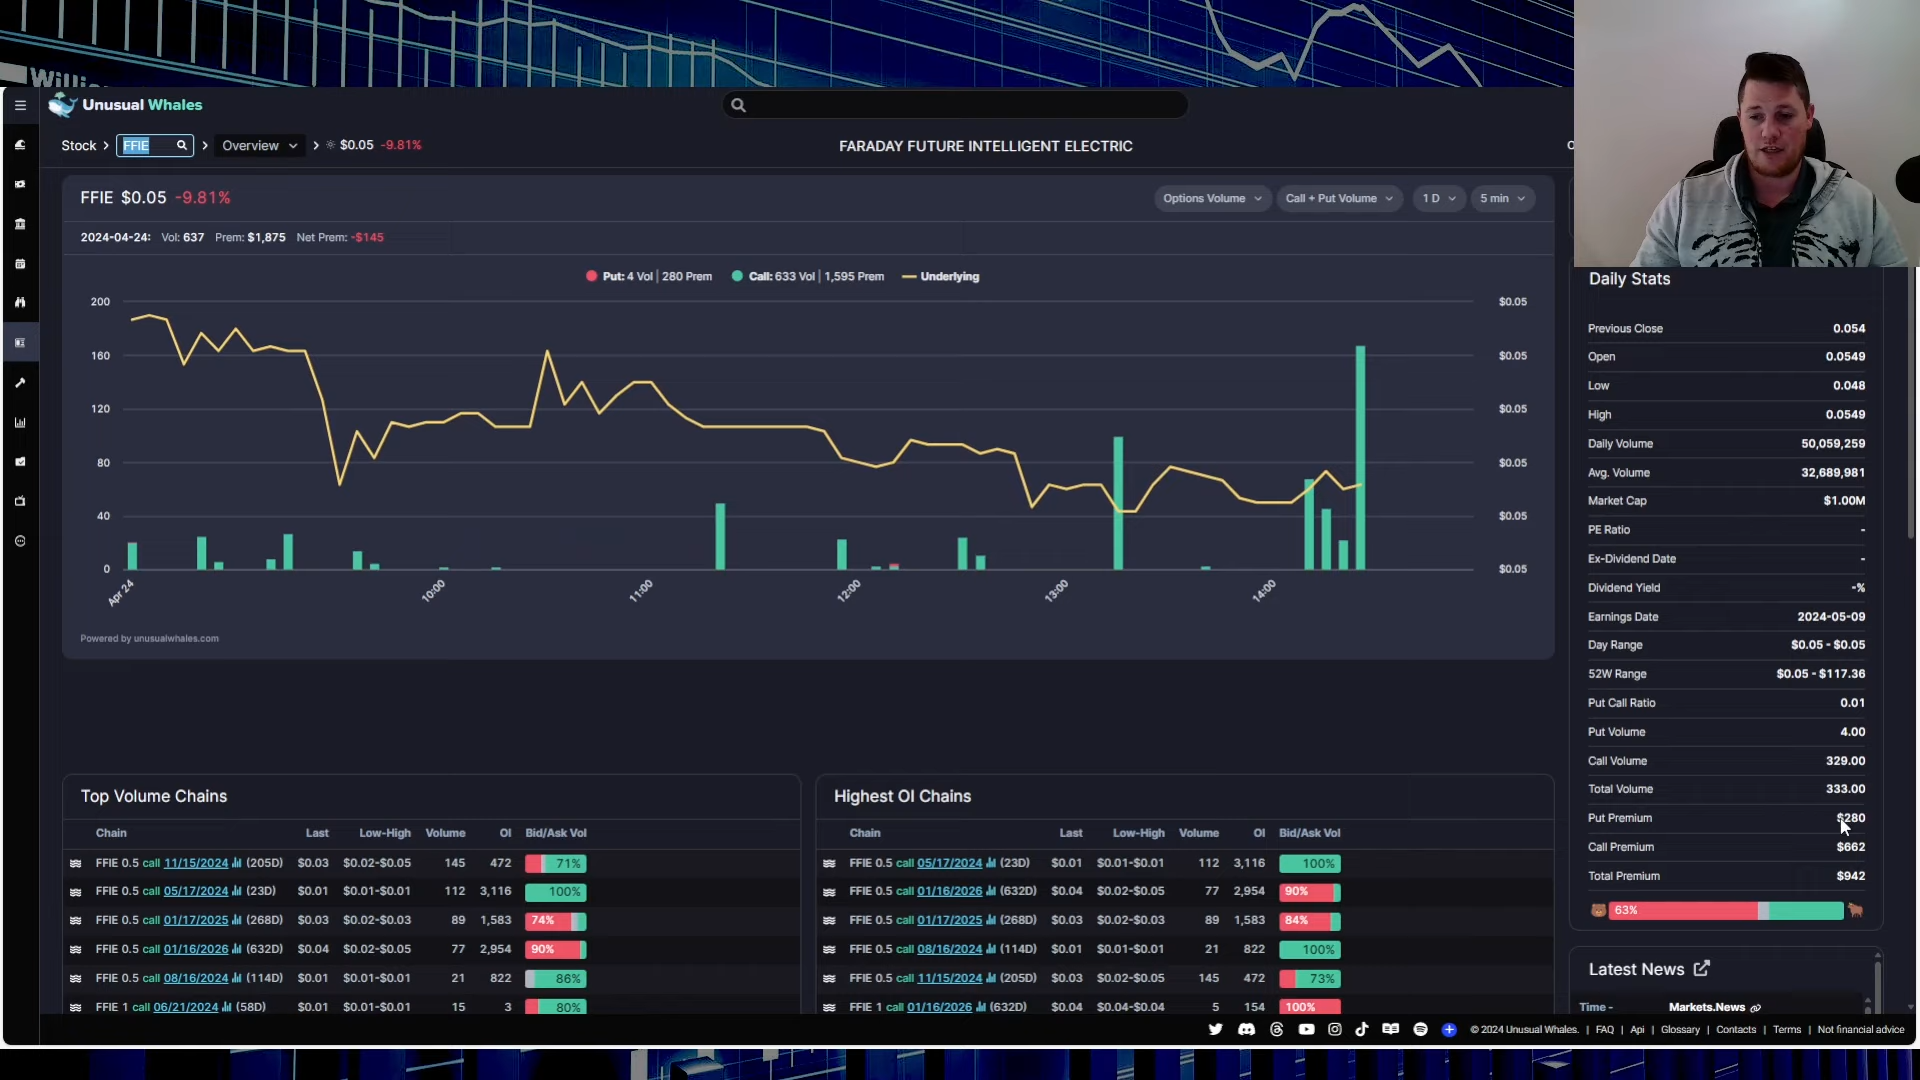 Willi
Unusual Whales
Stock > FFIE > Overview > $0.05 -9.81%
FARADAY FUTURE INTELLIGENT ELECTRIC
FFIE $0.05 -9.81%
Options Volume
Call + Put Volume
1 D
5 min
2024-04-24: Vol: 637 Prem: $1,875 Net Prem: -$145
Put: 4 Vol | 280 Prem Call: 633 Vol | 1,595 Prem Underlying
200 $0.05
160 $0.05
120 $0.05
80 $0.05
40 $0.05
0 $0.05
Apr 24 10:00 11:00 12:00 13:00 14:00
Powered by unusualwhales.com
Top Volume Chains
Chain Last Low-High Volume OI Bid/Ask Vol
FFIE 0.5 call 11/15/2024 (205D) $0.03 $0.02-$0.05 145 472 71%
FFIE 0.5 call 05/17/2024 (23D) $0.01 $0.01-$0.01 112 3,116 100%
FFIE 0.5 call 01/17/2025 (268D) $0.03 $0.02-$0.03 89 1,583 74%
FFIE 0.5 call 01/16/2026 (632D) $0.04 $0.02-$0.05 77 2,954 90%
FFIE 0.5 call 08/16/2024 (114D) $0.01 $0.01-$0.01 21 822 86%
FFIE 1 call 06/21/2024 (58D) $0.01 $0.01-$0.01 15 3 80%
Highest OI Chains
Chain Last Low-High Volume OI Bid/Ask Vol
FFIE 0.5 call 05/17/2024 (23D) $0.01 $0.01-$0.01 112 3,116 100%
FFIE 0.5 call 01/16/2026 (632D) $0.04 $0.02-$0.05 77 2,954 90%
FFIE 0.5 call 01/17/2025 (268D) $0.03 $0.02-$0.03 89 1,583 84%
FFIE 0.5 call 08/16/2024 (114D) $0.01 $0.01-$0.01 21 822 100%
FFIE 0.5 call 11/15/2024 (205D) $0.03 $0.02-$0.05 145 472 73%
FFIE 1 call 01/16/2026 (632D) $0.04 $0.04-$0.04 5 154 100%
Daily Stats
Previous Close 0.054
Open 0.0549
Low 0.048
High 0.0549
Daily Volume 50,059,259
Avg. Volume 32,689,981
Market Cap $1.00M
PE Ratio -
Ex-Dividend Date -
Dividend Yield -%
Earnings Date 2024-05-09
Day Range $0.05 - $0.05
52W Range $0.05 - $117.36
Put Call Ratio 0.01
Put Volume 4.00
Call Volume 329.00
Total Volume 333.00
Put Premium $280
Call Premium $662
Total Premium $942
63%
Latest News
Time - Markets.News
© 2024 Unusual Whales. | FAQ | Api | Glossary | Contacts | Terms | Not financial advice